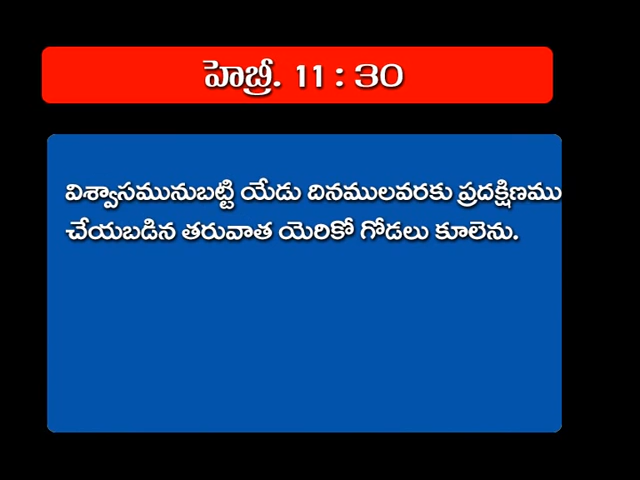 హెబ్రీ. 11 : 30
విశ్వాసమునుబట్టి యేడు దినములవరకు ప్రదక్షిణము
చేయబడిన తరువాత యెరికో గోడలు కూలెను.